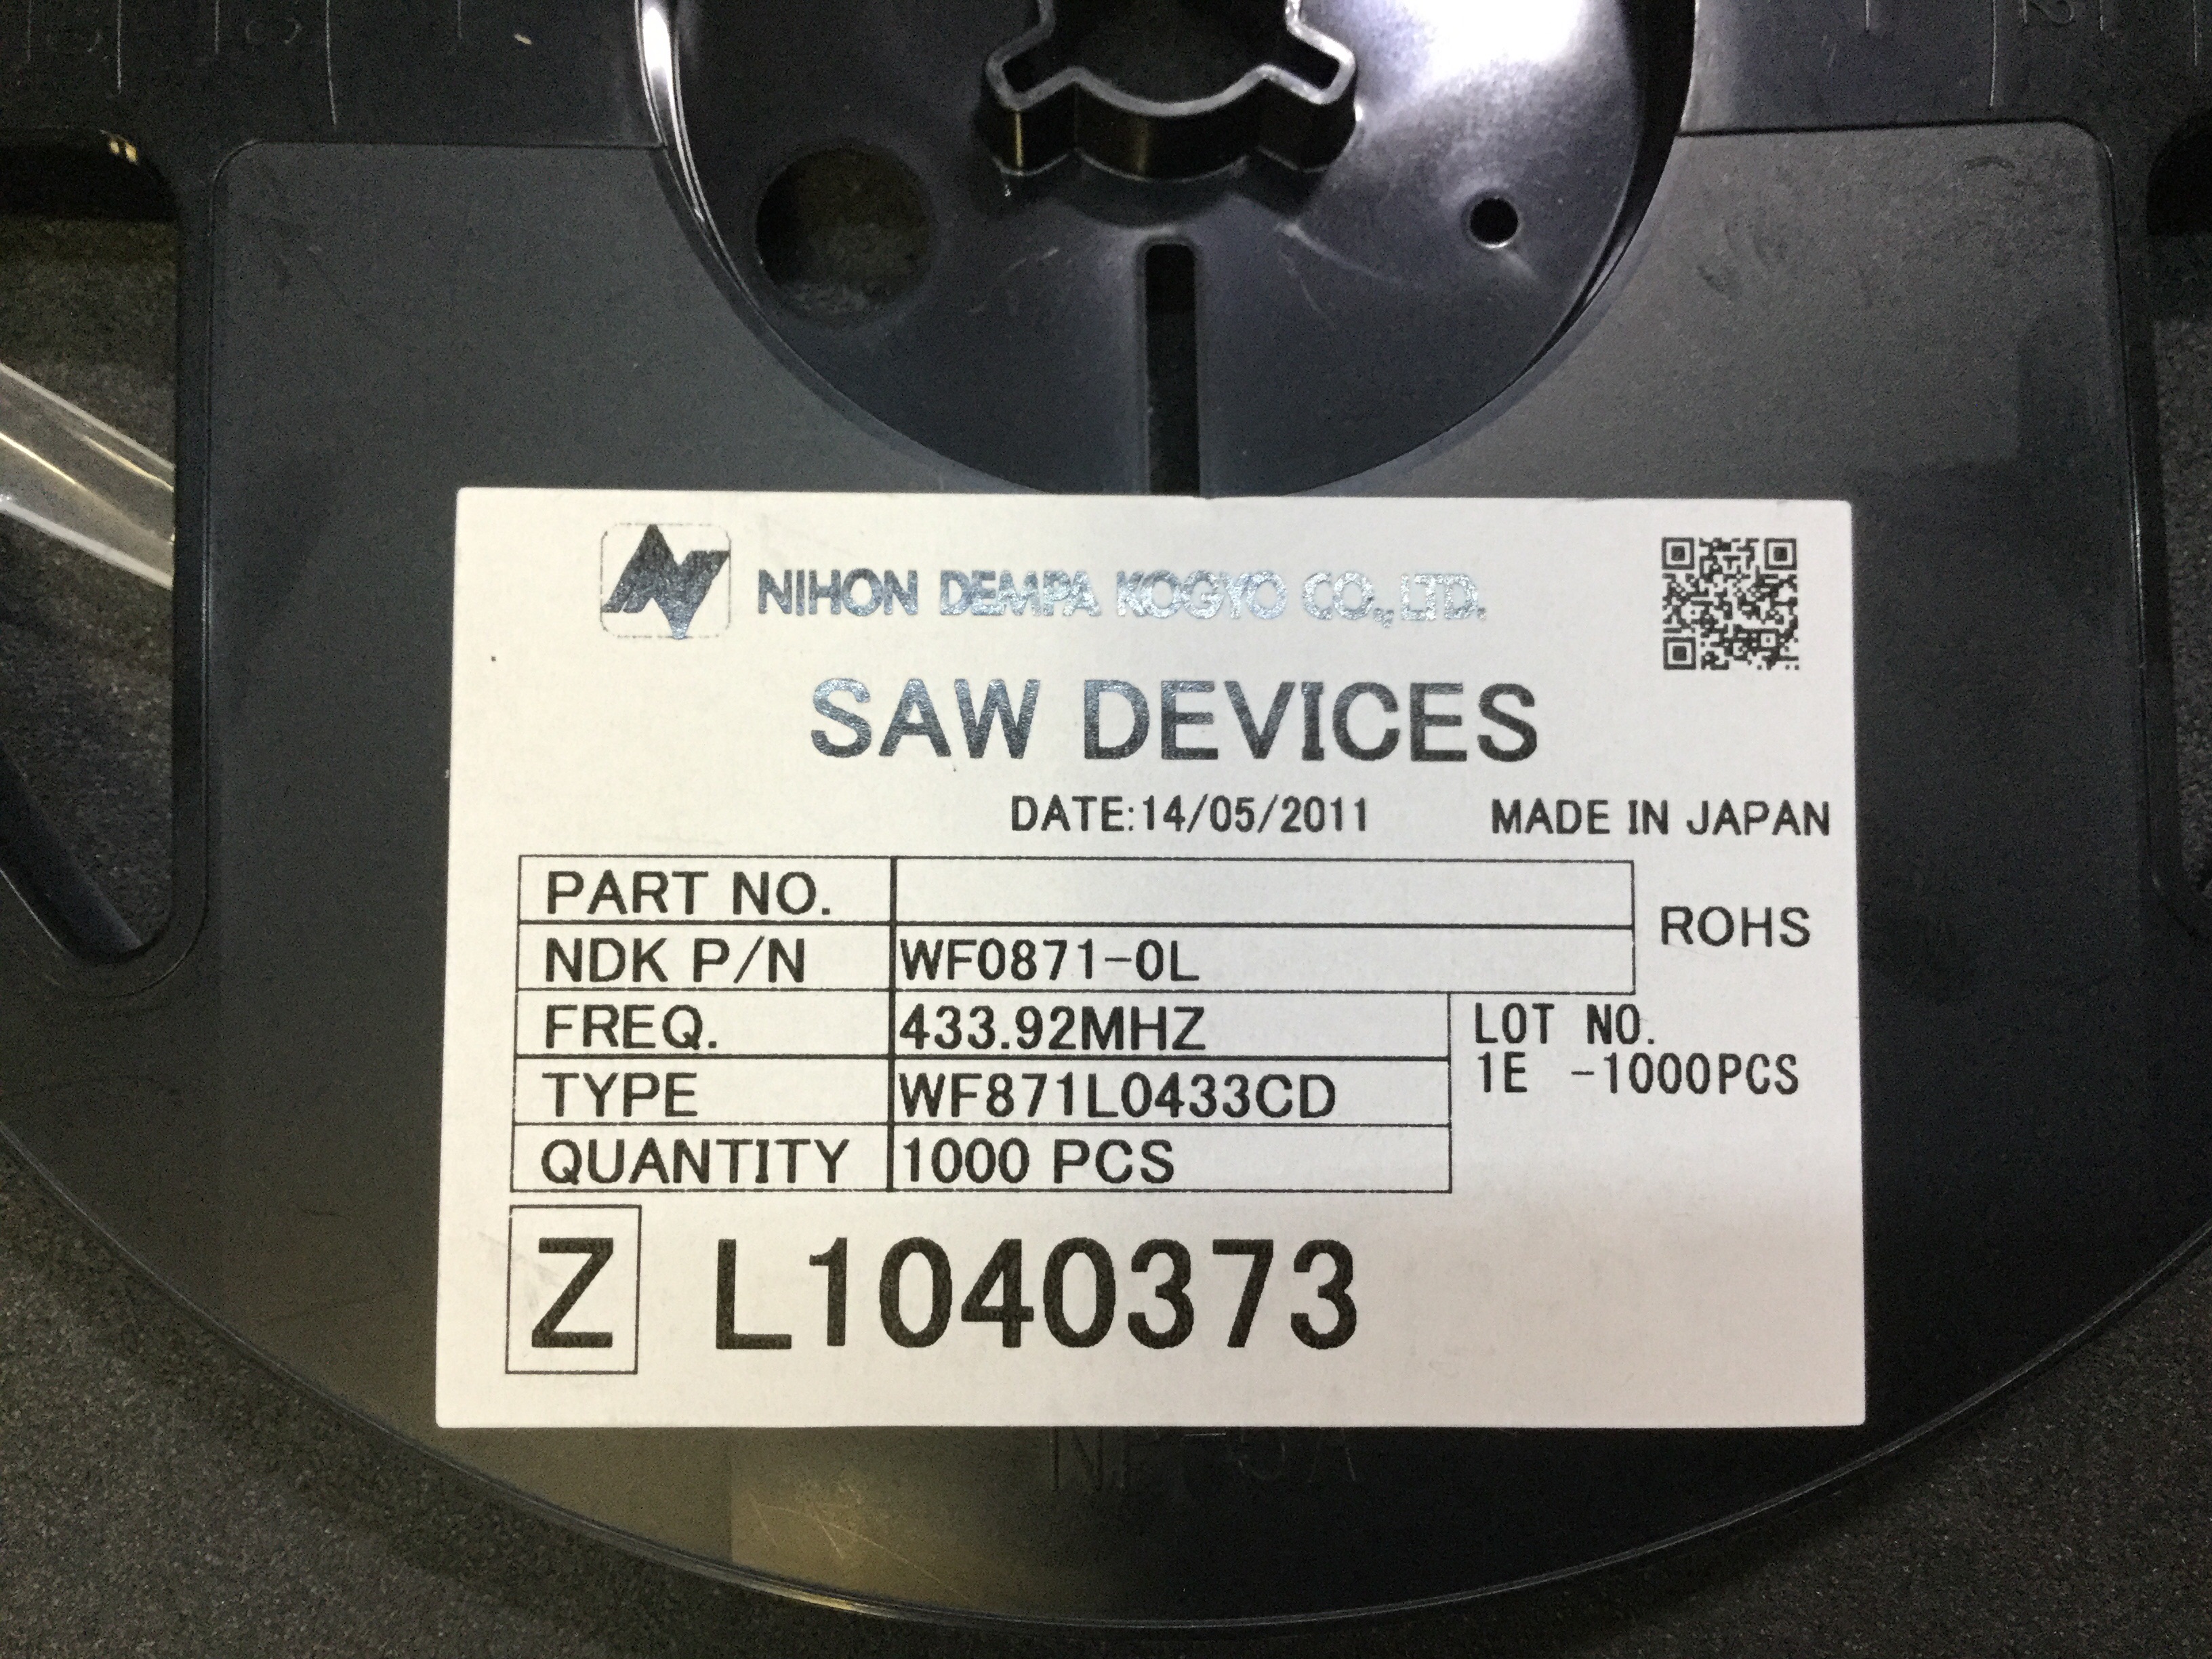 NIHON DEMPA KOGYO CO.,LTD.
SAW DEVICES
DATE:14/05/2011 MADE IN JAPAN
PART NO.
ROHS
NDK P/N WF0871-0L
FREQ. 433.92MHZ
LOT NO.
1E -1000PCS
TYPE WF871L0433CD
QUANTITY 1000 PCS
Z L1040373